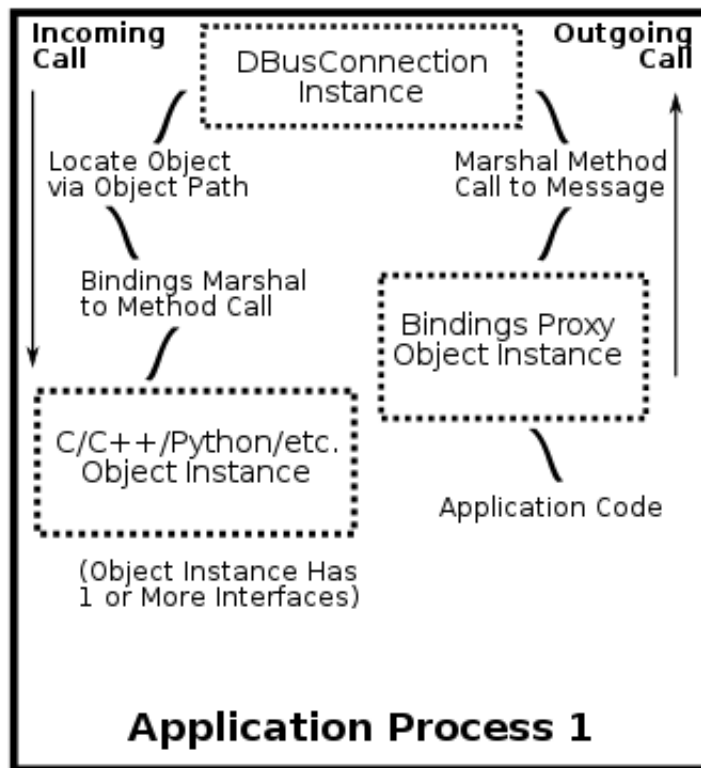 Incoming
Call
Outgoing
Call
DBusConnection
Instance
Locate Object
via Object Path
Marshal Method
Call to Message
Bindings Marshal
to Method Call
Bindings Proxy
Object Instance
C/C++/Python/etc.
Object Instance
Application Code
(Object Instance Has
1 or More Interfaces)
Application Process 1